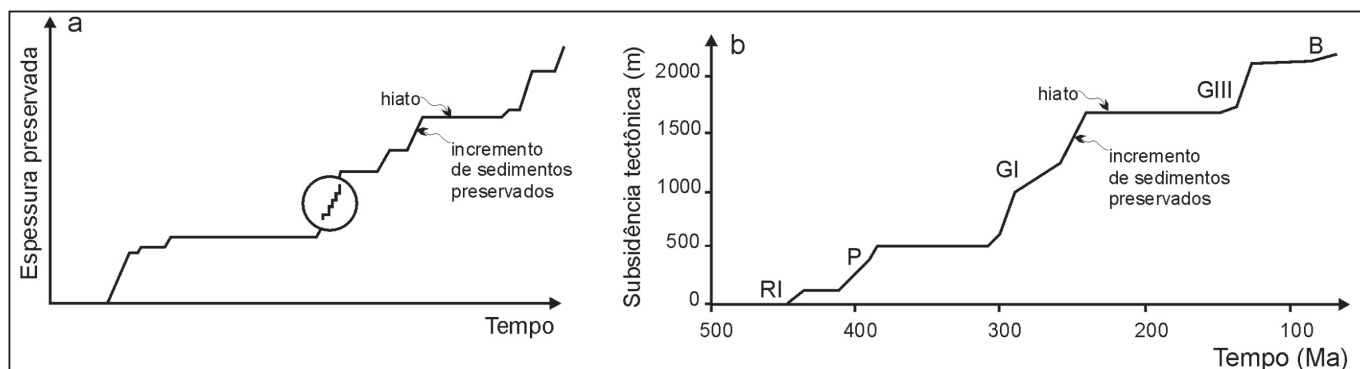 a
Espesssura preservada
hiato
incremento
de sedimentos
preservados
Tempo
b
Subsidência tectônica (m)
2000
1500
1000
500
0
RI
P
GI
hiato
GIII
B
incremento
de sedimentos
preservados
500
400
300
200
100
Tempo (Ma)